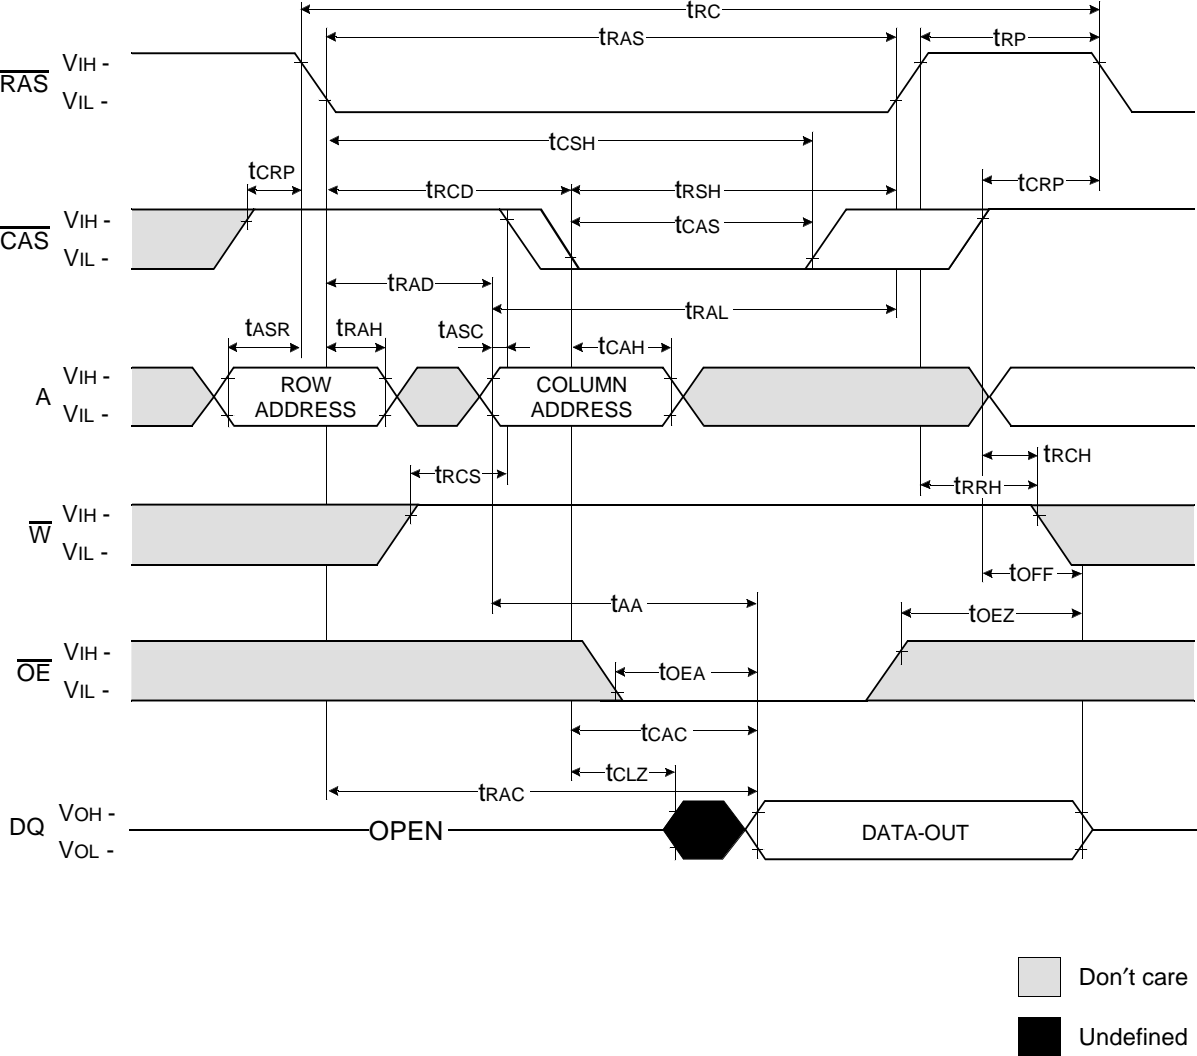 tRC
tRAS
tRP
RAS
VIH -
VIL -
tCSH
tCRP
tRCD
tRSH
tCRP
CAS
VIH -
VIL -
tCAS
tRAD
tRAL
tASR
tRAH
tASC
tCAH
A
VIH -
VIL -
ROW
ADDRESS
COLUMN
ADDRESS
tRCH
tRCS
tRRH
W
VIH -
VIL -
tOFF
tAA
tOEZ
OE
VIH -
VIL -
tOEA
tCAC
tCLZ
tRAC
DQ
VOH -
VOL -
OPEN
DATA-OUT
Don′t care
Undefined